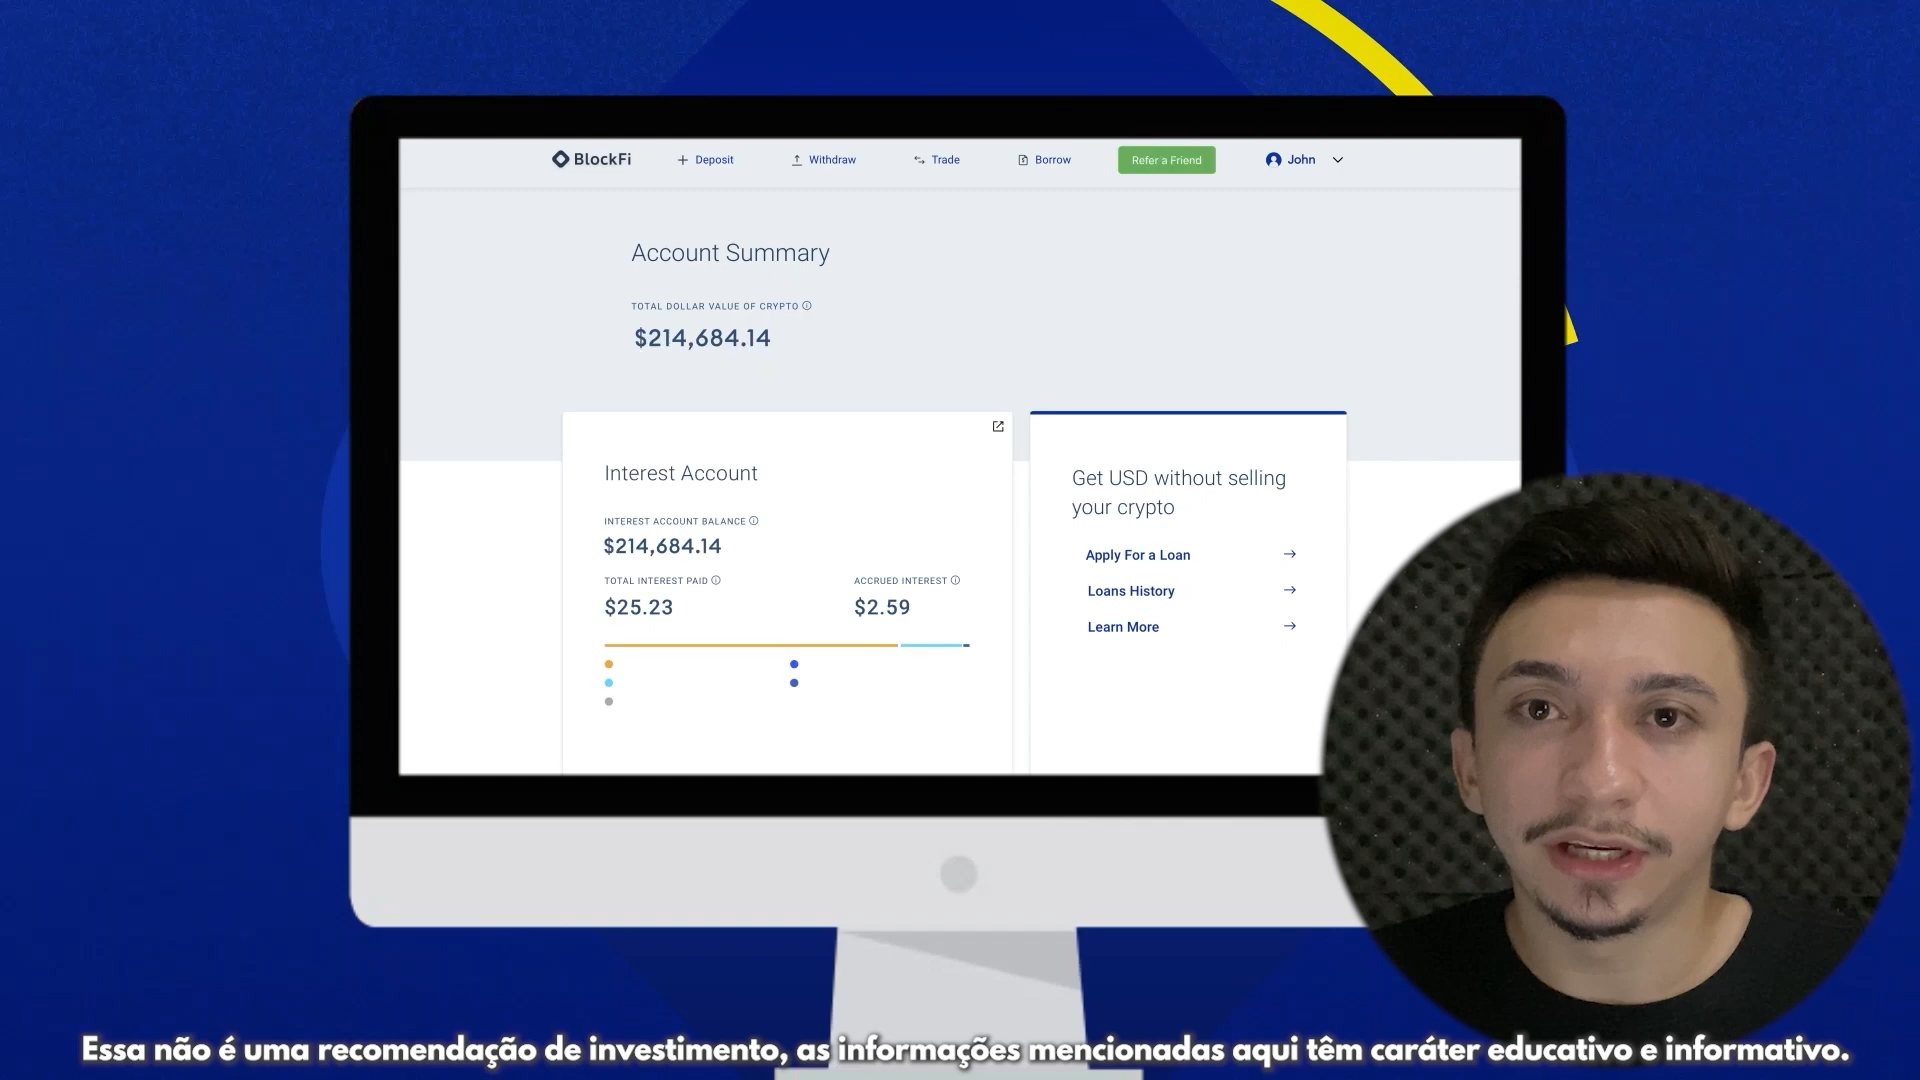 BlockFi
Deposit
Withdraw
Trade
Borrow
Refer a Friend
John
Account Summary
TOTAL DOLLAR VALUE OF CRYPTO
$214,684.14
Interest Account
INTEREST ACCOUNT BALANCE
$214,684.14
TOTAL INTEREST PAID
ACCRUED INTEREST
$25.23
$2.59
Get USD without selling
your crypto
Apply For a Loan
Loans History
Learn More
Essa não é uma recomendação de investimento, as informações mencionadas aqui têm caráter educativo e informativo.